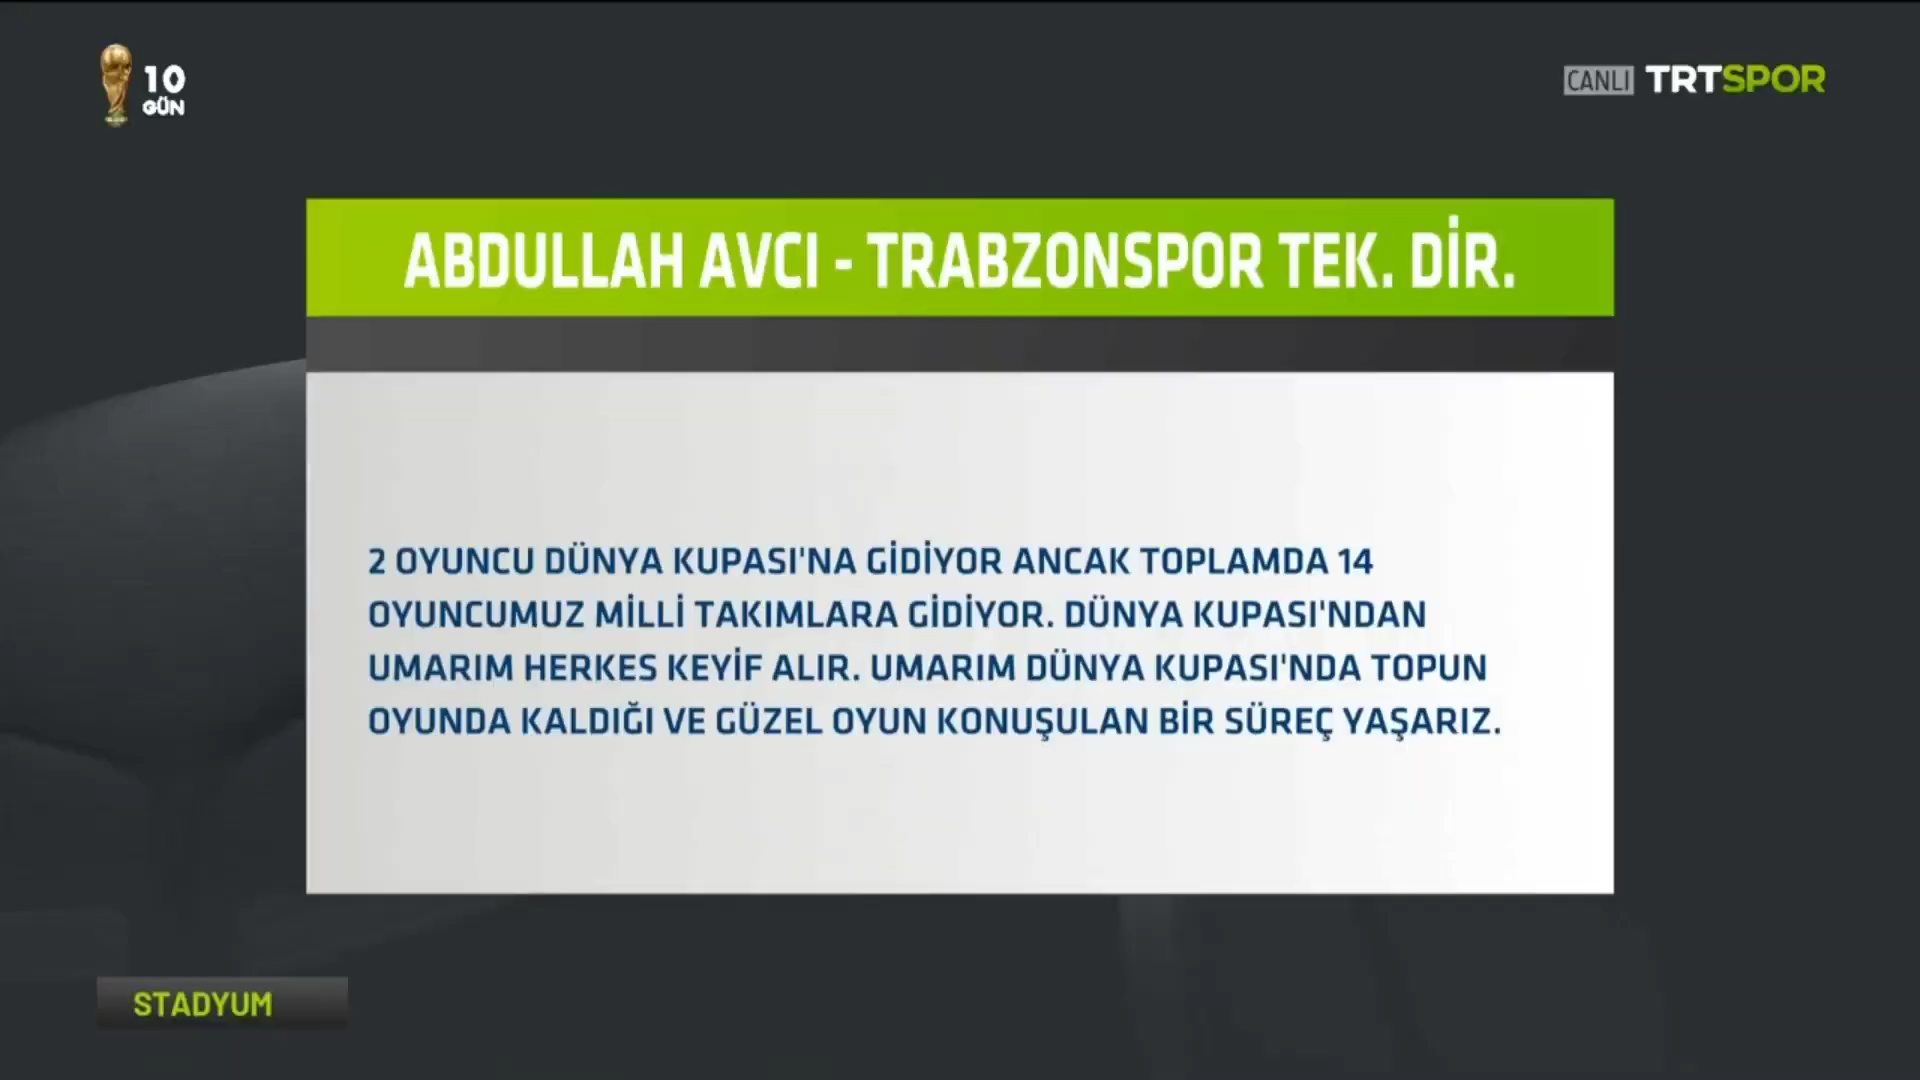 10
GÜN
CANLI TRTSPOR
ABDULLAH AVCI - TRABZONSPOR TEK. DİR.
2 OYUNCU DÜNYA KUPASI'NA GİDİYOR ANCAK TOPLAMDA 14
OYUNCUMUZ MİLLİ TAKIMLARA GİDİYOR. DÜNYA KUPASI'NDAN
UMARIM HERKES KEYİF ALIR. UMARIM DÜNYA KUPASI'NDA TOPUN
OYUNDA KALDIĞI VE GÜZEL OYUN KONUŞULAN BİR SÜREÇ YAŞARIZ.
STADYUM